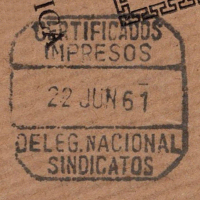 CERTIFICADOS
IMPRESOS
22 JUN 61
DELEG. NACIONAL
SINDICATOS